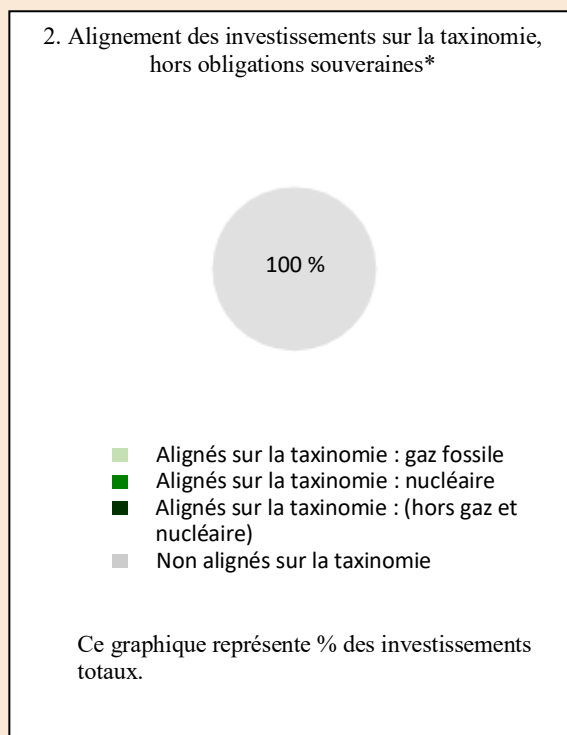 2. Alignement des investissements sur la taxinomie,
hors obligations souveraines*
100 %
Alignés sur la taxinomie : gaz fossile
Alignés sur la taxinomie : nucléaire
Alignés sur la taxinomie : (hors gaz et
nucléaire)
Non alignés sur la taxinomie
Ce graphique représente % des investissements
totaux.